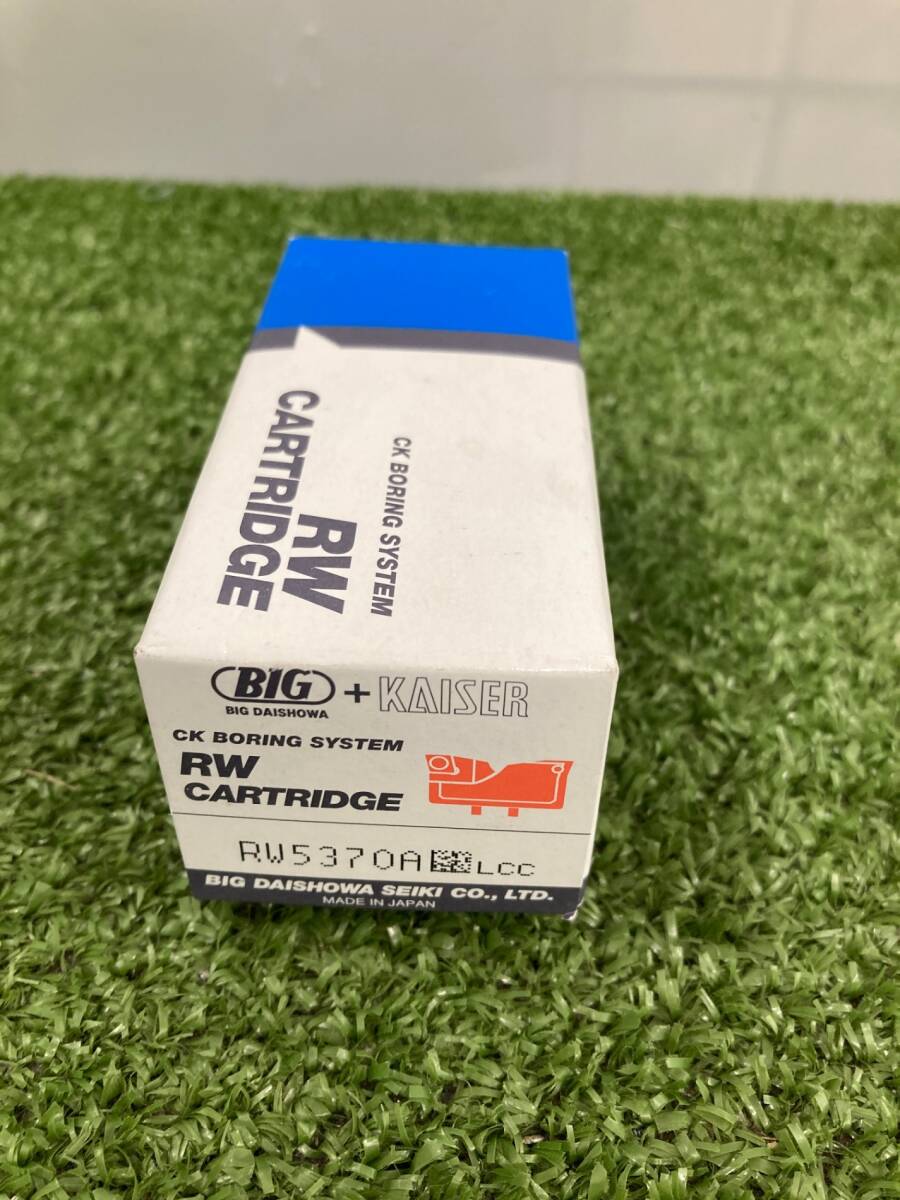 CK BORING SYSTEM
RW
CARTRIDGE
BIG + KAISER
BIG DAISHOWA
CK BORING SYSTEM
RW
CARTRIDGE
RW5370A LCC
BIG DAISHOWA SEIKI CO., LTD.
MADE IN JAPAN